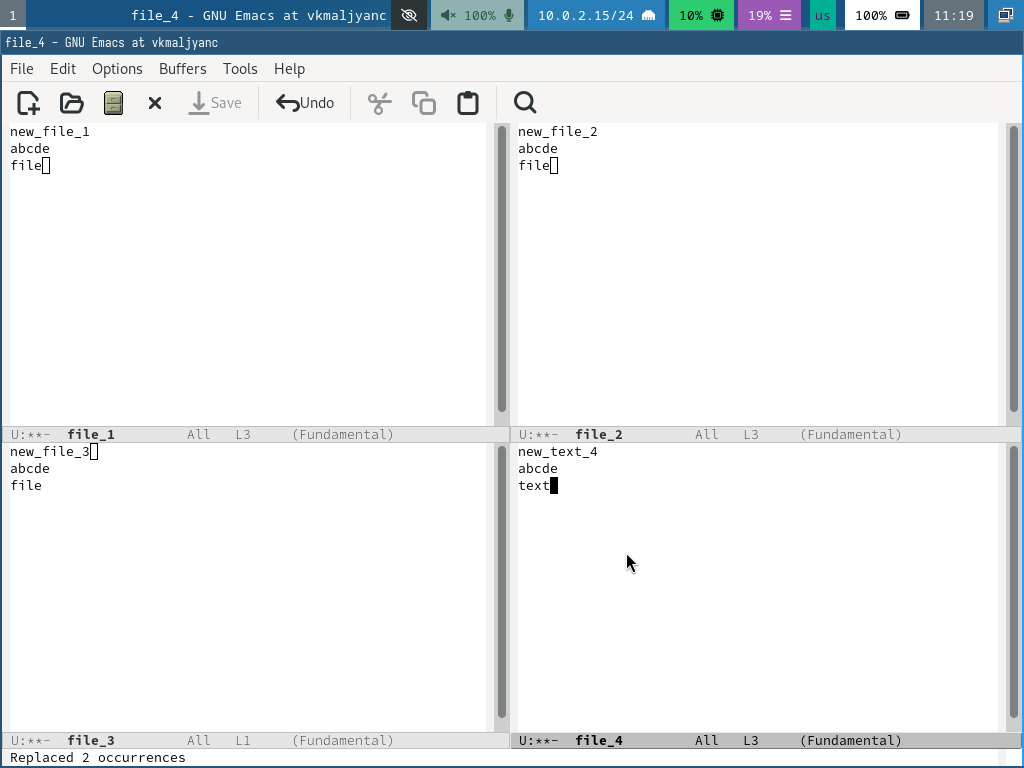 1 file_4 - GNU Emacs at vkmaljyanc 100% 10.0.2.15/24 10% 19% us 100% 11:19
file_4 - GNU Emacs at vkmaljyanc
File Edit Options Buffers Tools Help
Save Undo
new_file_1
abcde
file
U:**- file_1 All L3 (Fundamental)
new_file_2
abcde
file
U:**- file_2 All L3 (Fundamental)
new_file_3
abcde
file
U:**- file_3 All L1 (Fundamental)
new_text_4
abcde
text
U:**- file_4 All L3 (Fundamental)
Replaced 2 occurrences